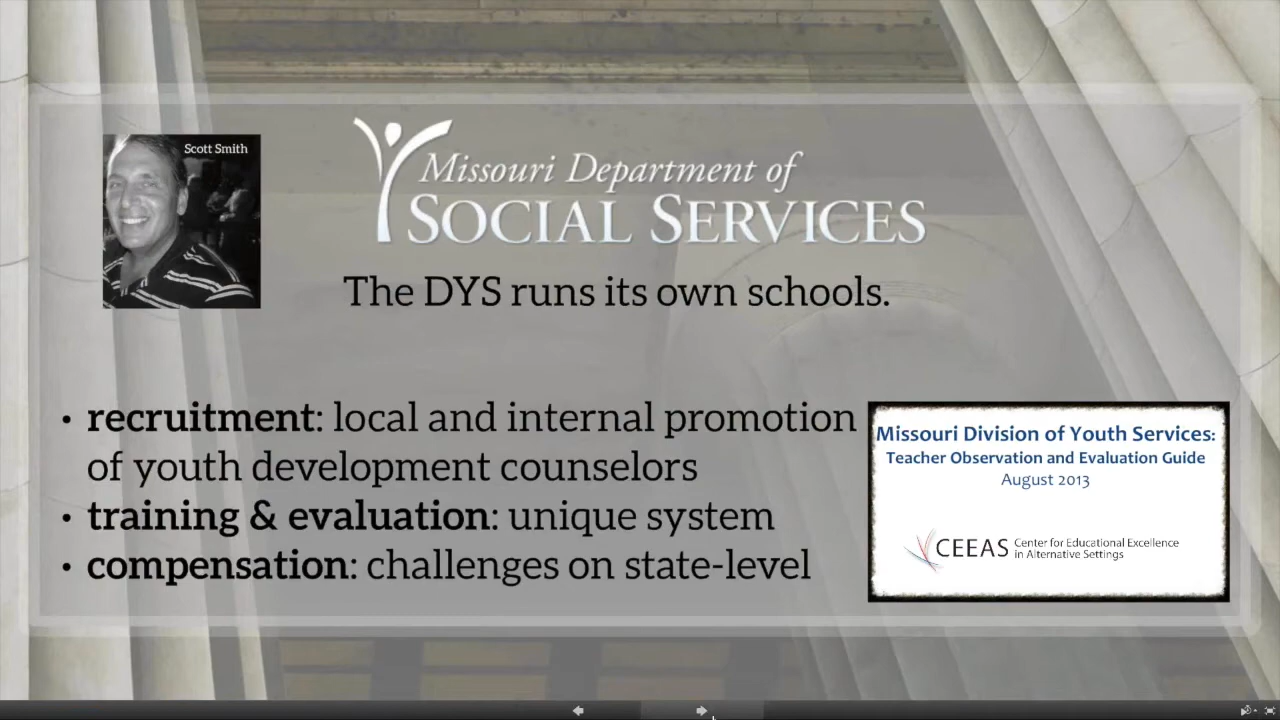 Scott Smith
Missouri Department of
SOCIAL SERVICES
The DYS runs its own schools.
• recruitment: local and internal promotion
of youth development counselors
• training & evaluation: unique system
• compensation: challenges on state-level
Missouri Division of Youth Services:
Teacher Observation and Evaluation Guide
August 2013
CEEAS Center for Educational Excellence
in Alternative Settings